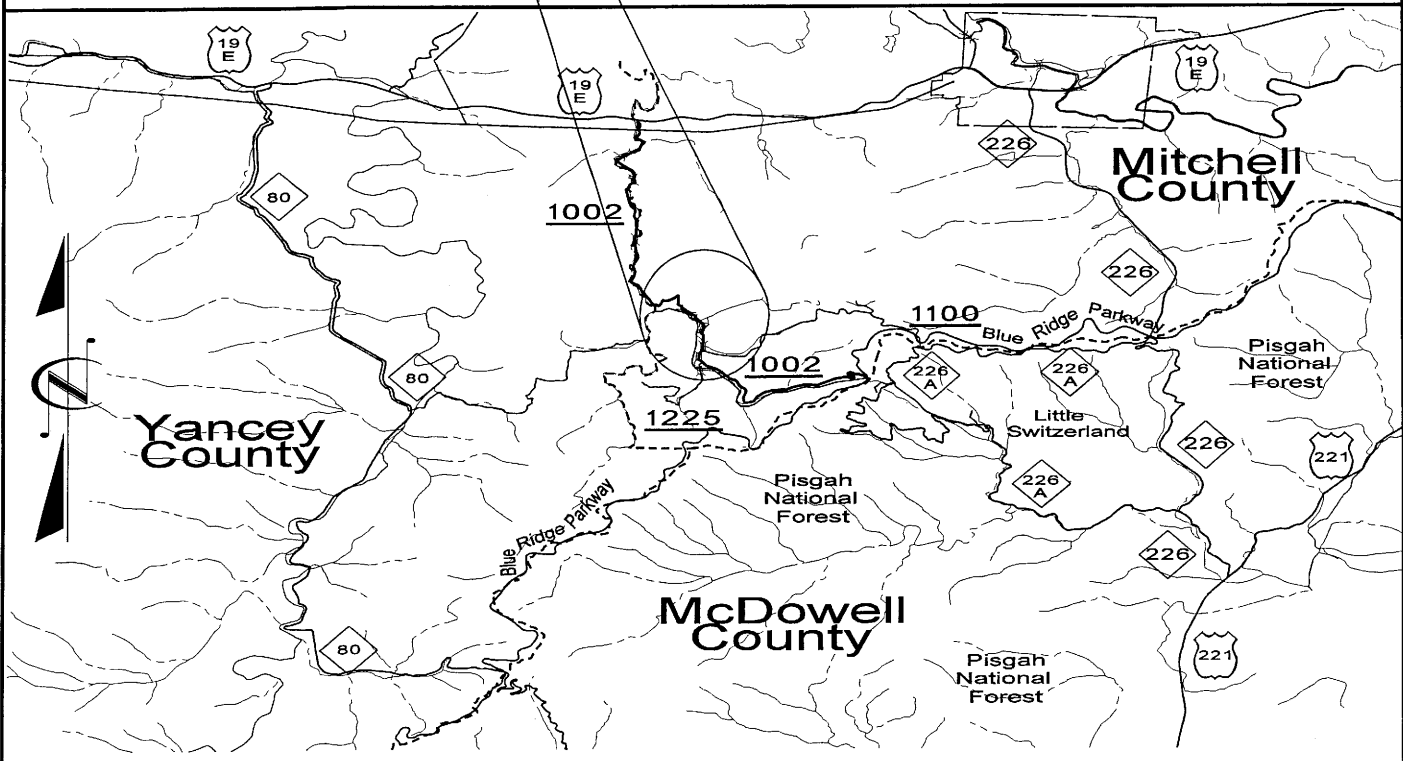 19
E
19
E
19
E
226
Mitchell
County
80
1002
226
1100
Blue Ridge Parkway
Pisgah
National
Forest
1002
226
A
226
A
80
1225
Little
Switzerland
Yancey
County
226
221
Pisgah
National
Forest
226
A
Blue Ridge Parkway
226
McDowell
County
80
221
Pisgah
National
Forest
N